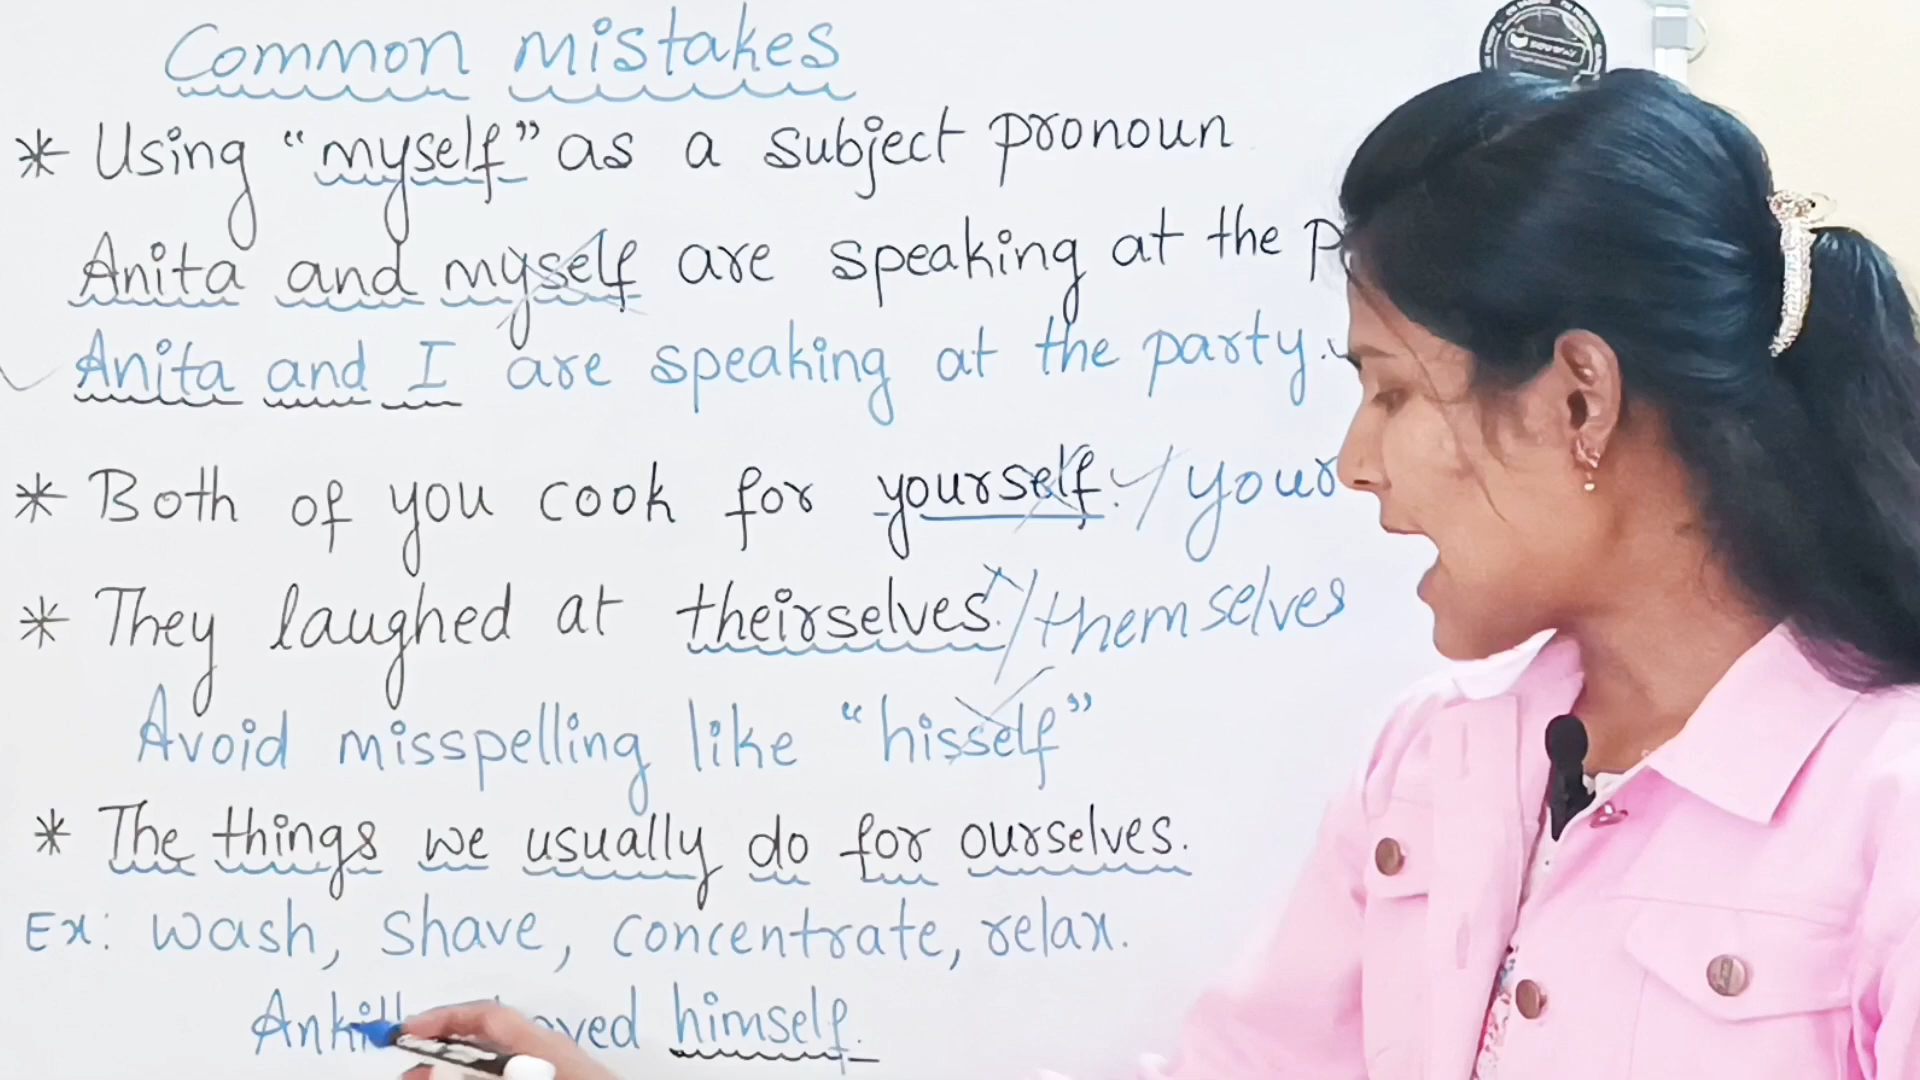 Common mistakes
* Using “myself” as a subject pronoun
Anita and myself are speaking at the p
Anita and I are speaking at the party.
* Both of you cook for yourself. / your
* They laughed at theirselves. / themselves
Avoid misspelling like “hisself”
* The things we usually do for ourselves.
Ex: wash, shave, concentrate, relax.
himself.